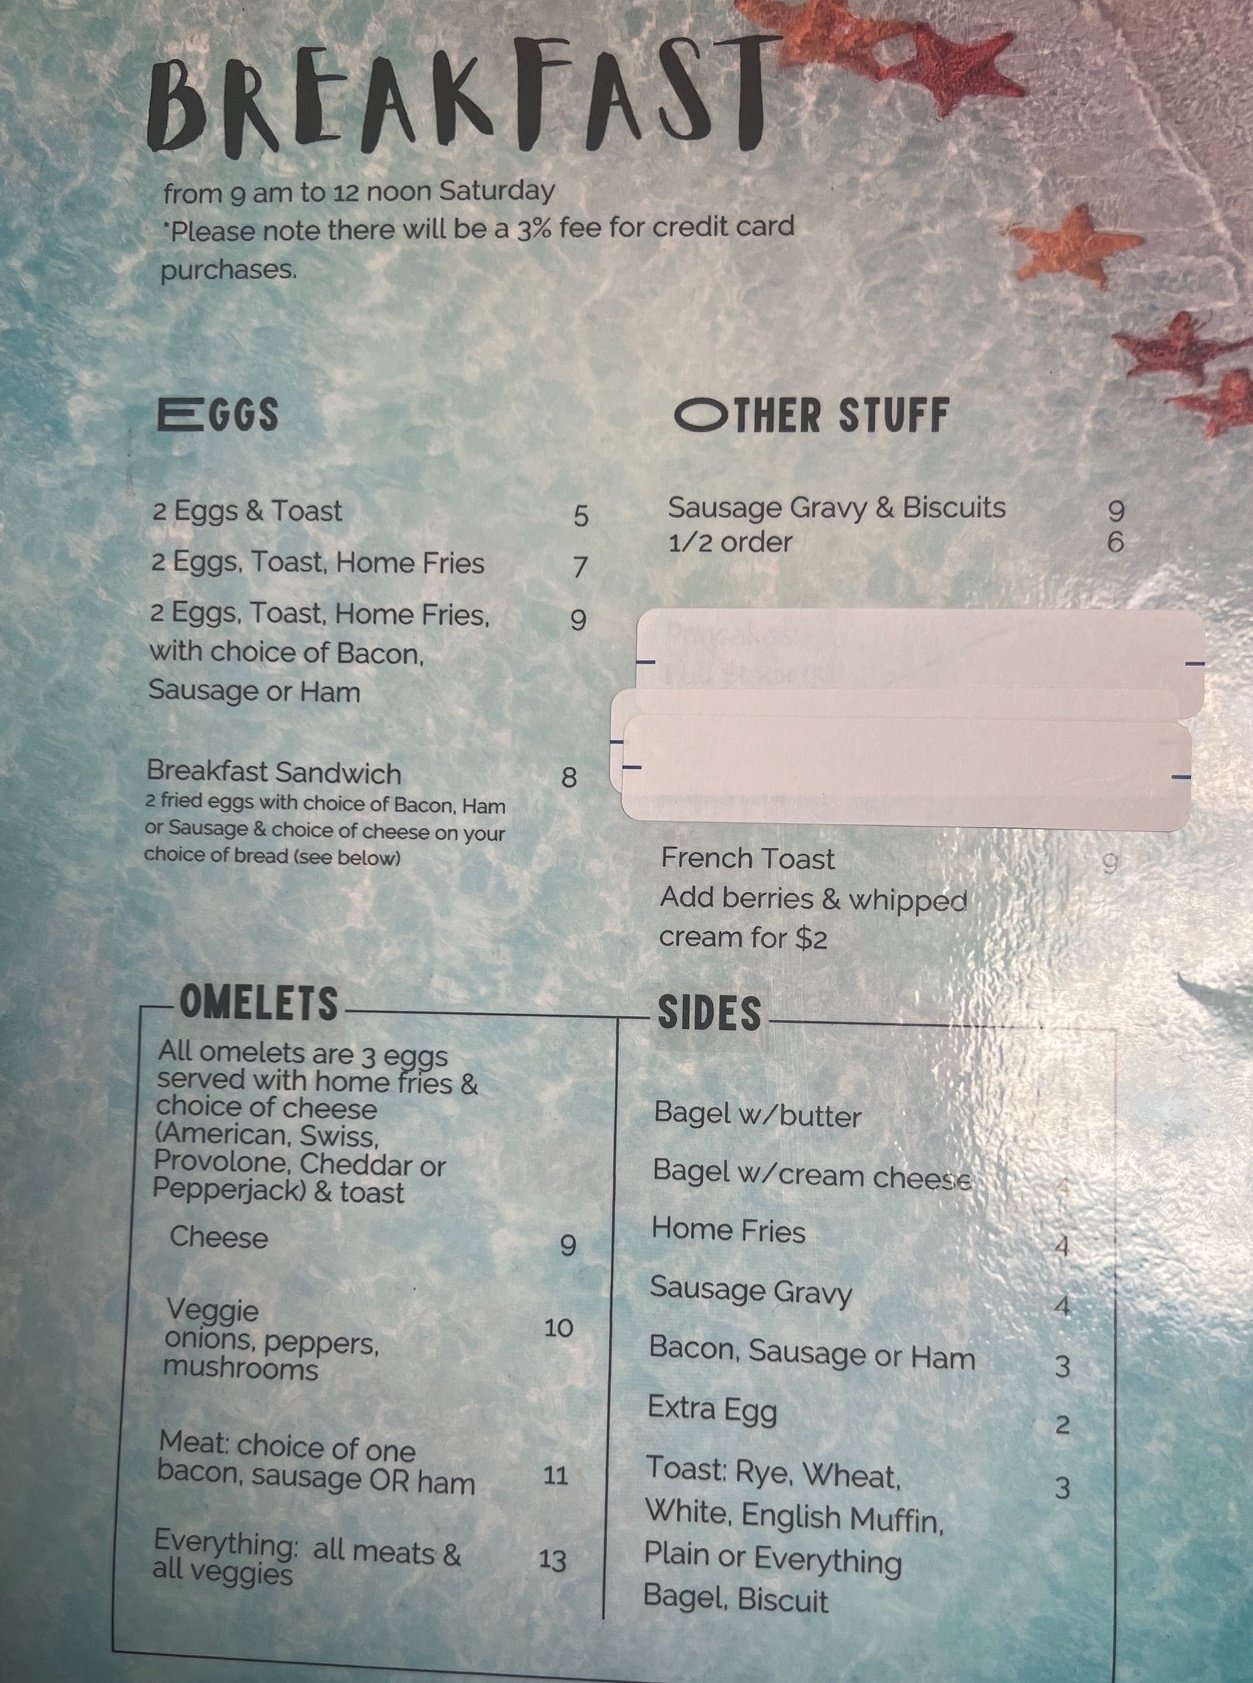 BREAKFAST
from 9 am to 12 noon Saturday
*Please note there will be a 3% fee for credit card
purchases.
EGGS
2 Eggs & Toast 5
2 Eggs, Toast, Home Fries 7
2 Eggs, Toast, Home Fries, 9
with choice of Bacon,
Sausage or Ham
Breakfast Sandwich 8
2 fried eggs with choice of Bacon, Ham
or Sausage & choice of cheese on your
choice of bread (see below)
OTHER STUFF
Sausage Gravy & Biscuits 9
1/2 order 6
French Toast 9
Add berries & whipped
cream for $2
OMELETS
All omelets are 3 eggs
served with home fries &
choice of cheese
(American, Swiss,
Provolone, Cheddar or
Pepperjack) & toast
Cheese 9
Veggie
onions, peppers, 10
mushrooms
Meat: choice of one
bacon, sausage OR ham 11
Everything: all meats & 13
all veggies
SIDES
Bagel w/butter
Bagel w/cream cheese 4
Home Fries 4
Sausage Gravy 4
Bacon, Sausage or Ham 3
Extra Egg 2
Toast: Rye, Wheat, 3
White, English Muffin,
Plain or Everything
Bagel, Biscuit